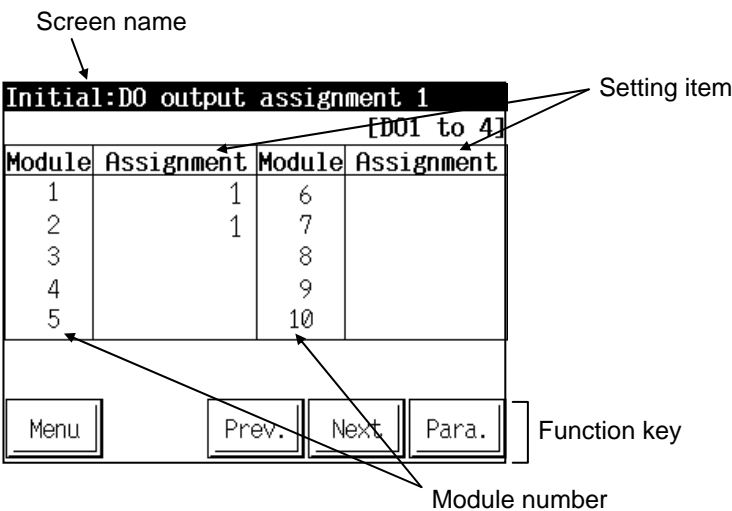 Screen name
Initial:DO output assignment 1
Setting item
[DO1 to 4]
Module Assignment Module Assignment
1 1 6
2 1 7
3 8
4 9
5 10
Menu Prev. Next Para.
Function key
Module number